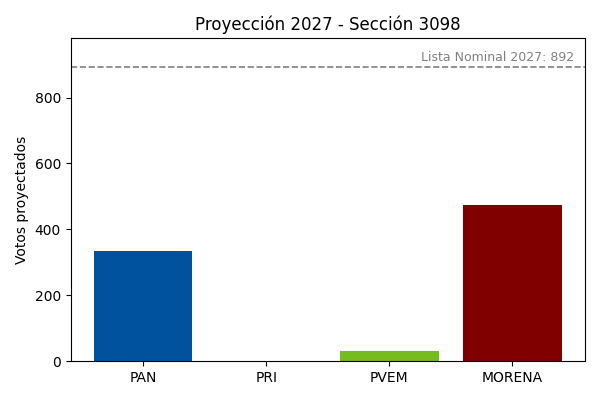 Proyección 2027 - Sección 3098
Lista Nominal 2027: 892
Votos proyectados
800
600
400
200
0
PAN PRI PVEM MORENA